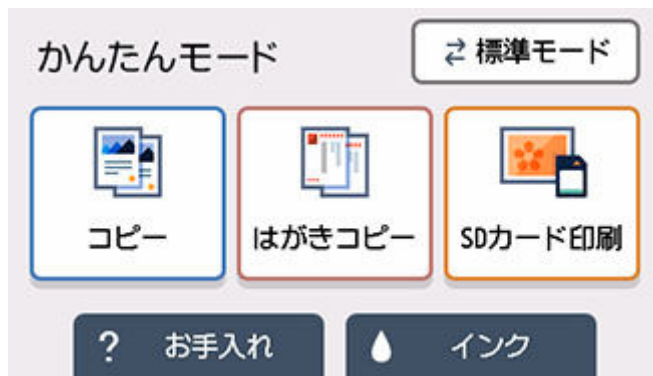 かんたんモード
標準モード
コピー
はがきコピー
SDカード印刷
? お手入れ
インク